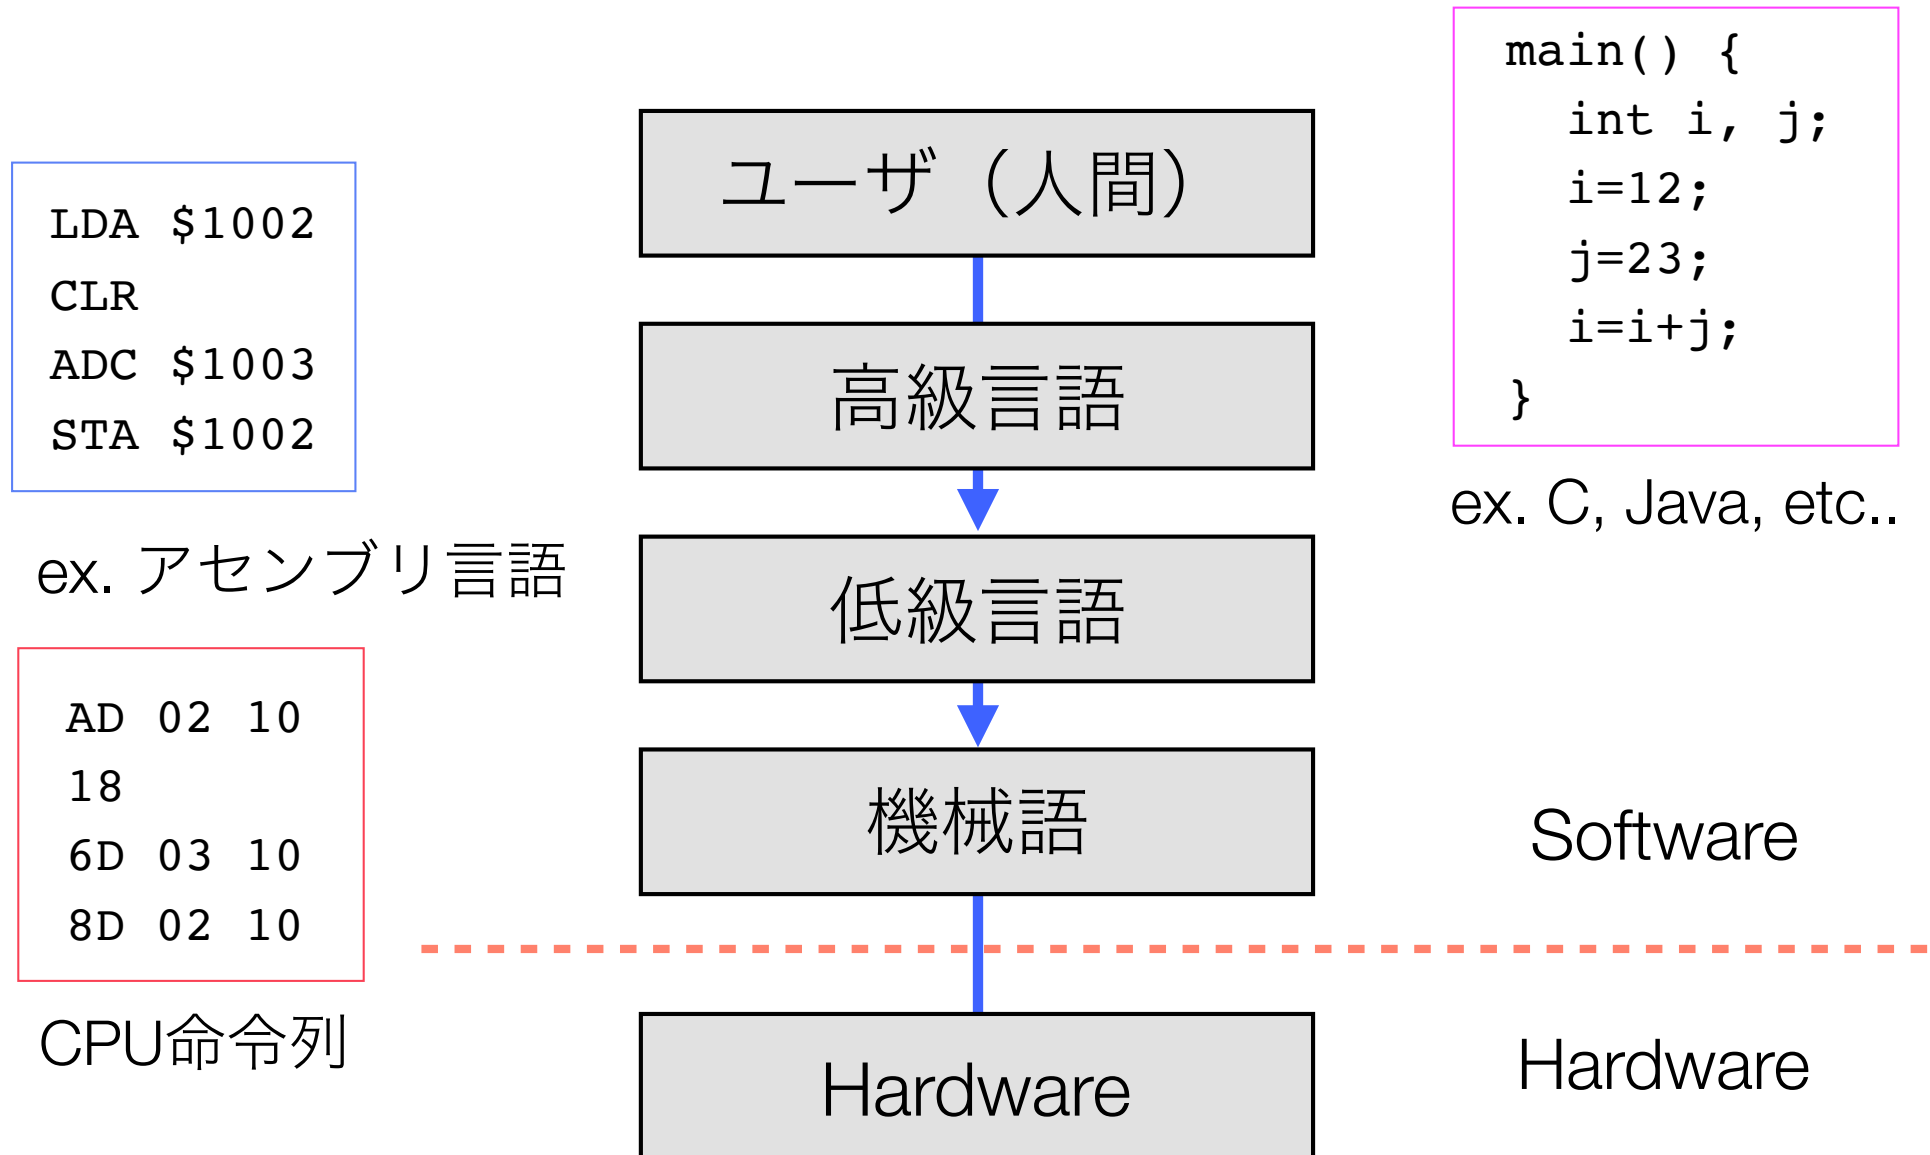 main() {
int i, j;
i=12;
j=23;
i=i+j;
}
ex. C, Java, etc..
ユーザ（人間）
高級言語
低級言語
機械語
Hardware
LDA $1002
CLR
ADC $1003
STA $1002
ex. アセンブリ言語
AD 02 10
18
6D 03 10
8D 02 10
CPU命令列
Software
Hardware